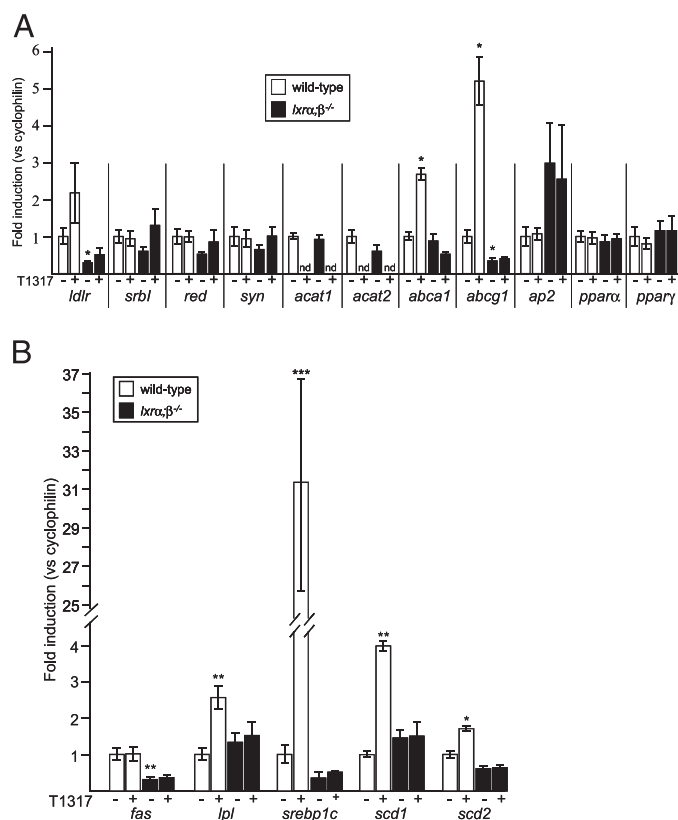 A
Fold induction (vs cyclophilin)
6
5
4
3
2
1
wild-type
lxrα;β-/-
*
*
*
*
nd nd nd nd
T1317 - + - + - + - + - + - + - + - + - + - + - + - + - + - + - + - + - + - + - + - + - + - +
ldlr srbI red syn acat1 acat2 abca1 abcg1 ap2 pparα pparγ
B
Fold induction (vs cyclophilin)
37
35
33
31
29
27
25
4
3
2
1
wild-type
lxrα;β-/-
***
**
**
**
*
T1317 - + - + - + - + - + - + - + - + - + - +
fas lpl srebp1c scd1 scd2